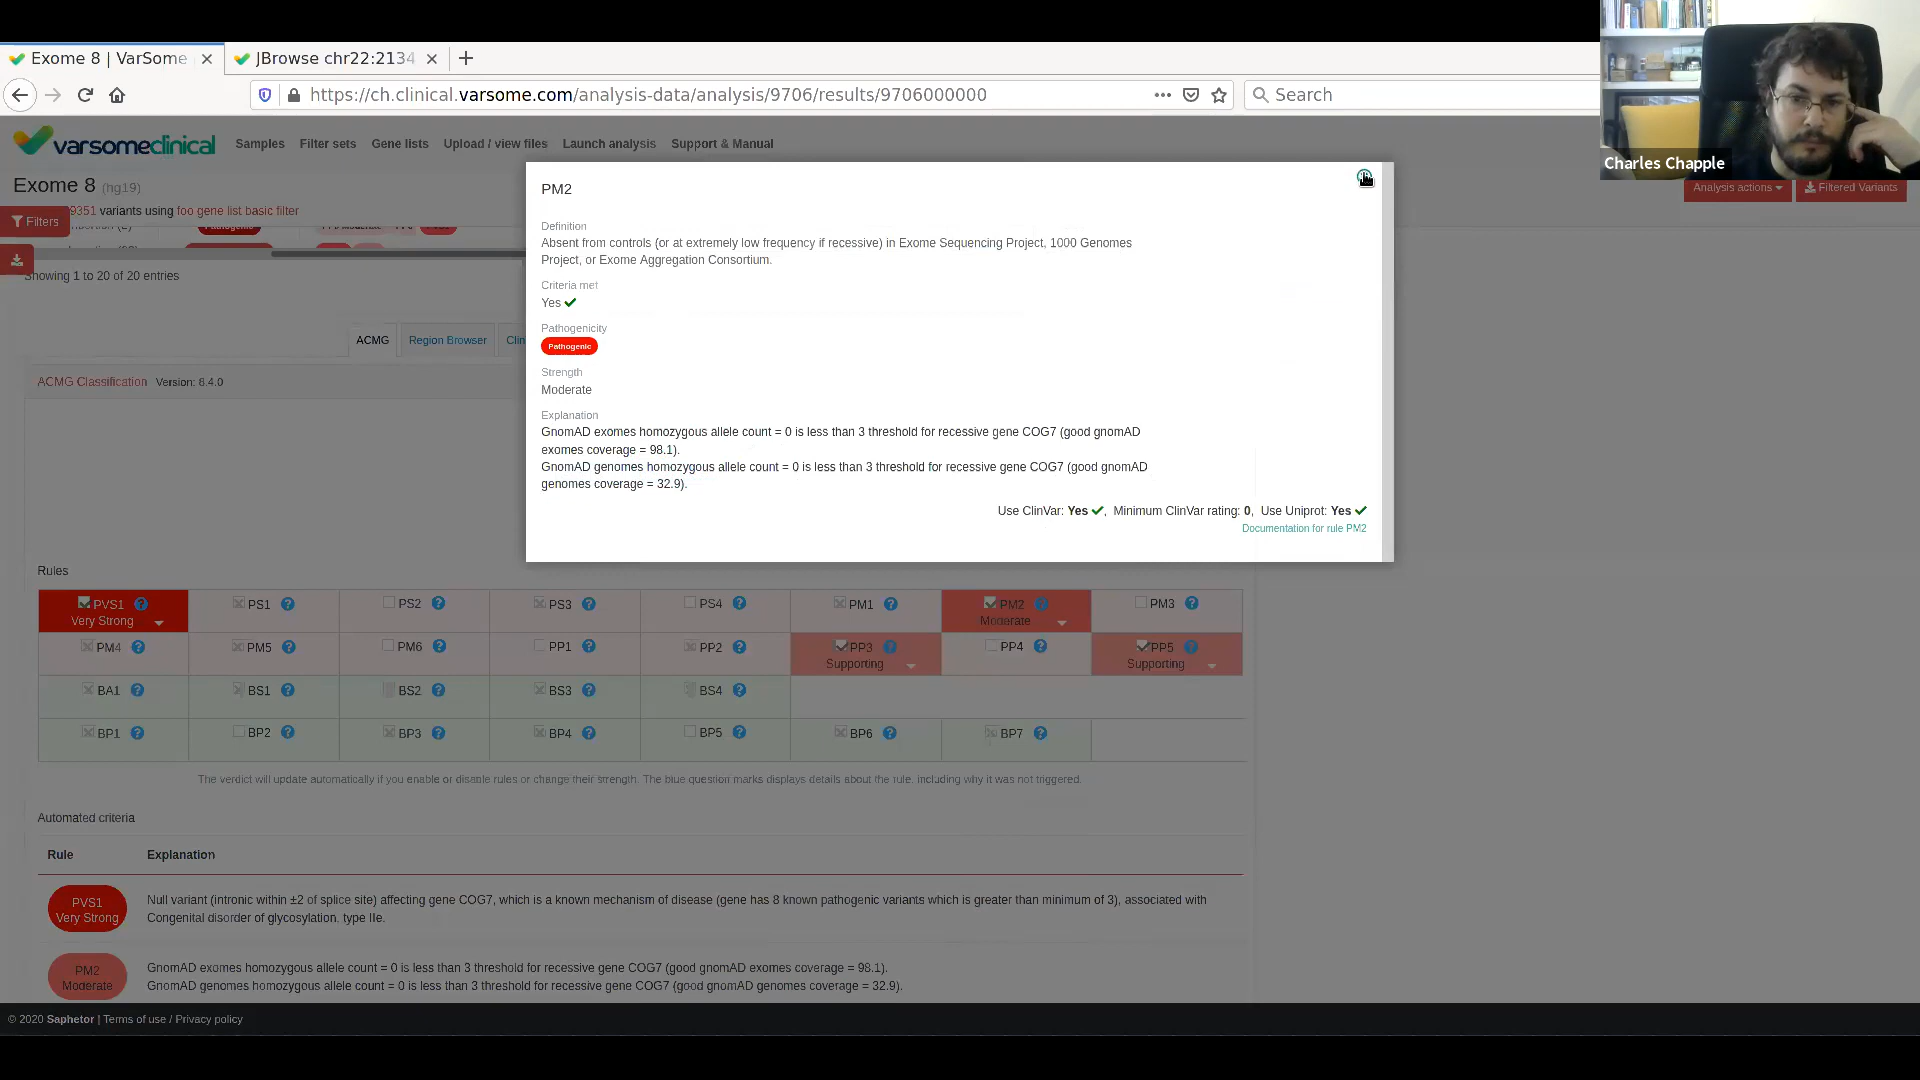 Exome 8 | VarSome
JBrowse chr22:2134
https://ch.clinical.varsome.com/analysis-data/analysis/9706/results/9706000000
Search
Charles Chapple
varsomeclinical
Samples
Filter sets
Gene lists
Upload / view files
Launch analysis
Support & Manual
Exome 8 (hg19)
9351 variants using foo gene list basic filter
Filters
Analysis actions
Filtered Variants
Showing 1 to 20 of 20 entries
ACMG
Region Browser
Clin
ACMG Classification Version: 8.4.0
PM2
Definition
Absent from controls (or at extremely low frequency if recessive) in Exome Sequencing Project, 1000 Genomes
Project, or Exome Aggregation Consortium.
Criteria met
Yes
Pathogenicity
Pathogenic
Strength
Moderate
Explanation
GnomAD exomes homozygous allele count = 0 is less than 3 threshold for recessive gene COG7 (good gnomAD
exomes coverage = 98.1).
GnomAD genomes homozygous allele count = 0 is less than 3 threshold for recessive gene COG7 (good gnomAD
genomes coverage = 32.9).
Use ClinVar: Yes , Minimum ClinVar rating: 0, Use Uniprot: Yes
Documentation for rule PM2
Rules
PVS1 ? PS1 ? PS2 ? PS3 ? PS4 ? PM1 ? PM2 ? PM3 ?
Very Strong Moderate
PM4 ? PM5 ? PM6 ? PP1 ? PP2 ? PP3 ? PP4 ? PP5 ?
Supporting Supporting
BA1 ? BS1 ? BS2 ? BS3 ? BS4 ?
BP1 ? BP2 ? BP3 ? BP4 ? BP5 ? BP6 ? BP7 ?
The verdict will update automatically if you enable or disable rules or change their strength. The blue question marks displays details about the rule, including why it was not triggered.
Automated criteria
Rule Explanation
PVS1
Very Strong
Null variant (intronic within ±2 of splice site) affecting gene COG7, which is a known mechanism of disease (gene has 8 known pathogenic variants which is greater than minimum of 3), associated with
Congenital disorder of glycosylation, type IIe.
PM2
Moderate
GnomAD exomes homozygous allele count = 0 is less than 3 threshold for recessive gene COG7 (good gnomAD exomes coverage = 98.1).
GnomAD genomes homozygous allele count = 0 is less than 3 threshold for recessive gene COG7 (good gnomAD genomes coverage = 32.9).
© 2020 Saphetor | Terms of use / Privacy policy